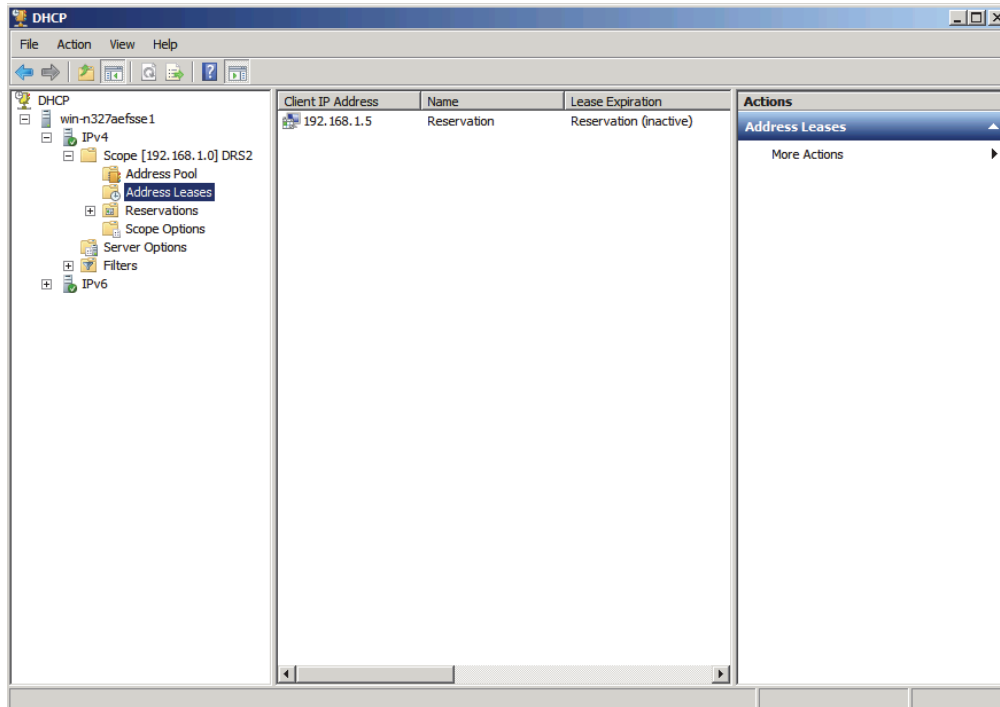 DHCP
File Action View Help
DHCP
win-n327aefsse1
IPv4
Scope [192.168.1.0] DRS2
Address Pool
Address Leases
Reservations
Scope Options
Server Options
Filters
IPv6
Client IP Address Name Lease Expiration
192.168.1.5 Reservation Reservation (inactive)
Actions
Address Leases
More Actions